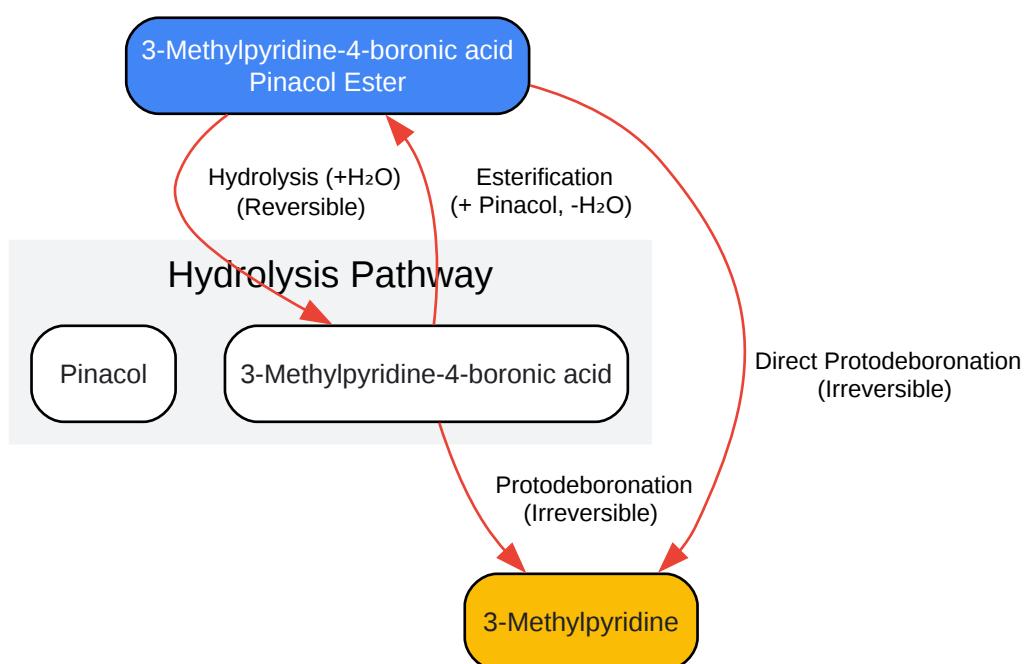 3-Methylpyridine-4-boronic acid
Pinacol Ester
Hydrolysis (+H₂O)
(Reversible)
Esterification
(+ Pinacol, -H₂O)
Hydrolysis Pathway
Pinacol
3-Methylpyridine-4-boronic acid
Direct Protodeboronation
(Irreversible)
Protodeboronation
(Irreversible)
3-Methylpyridine